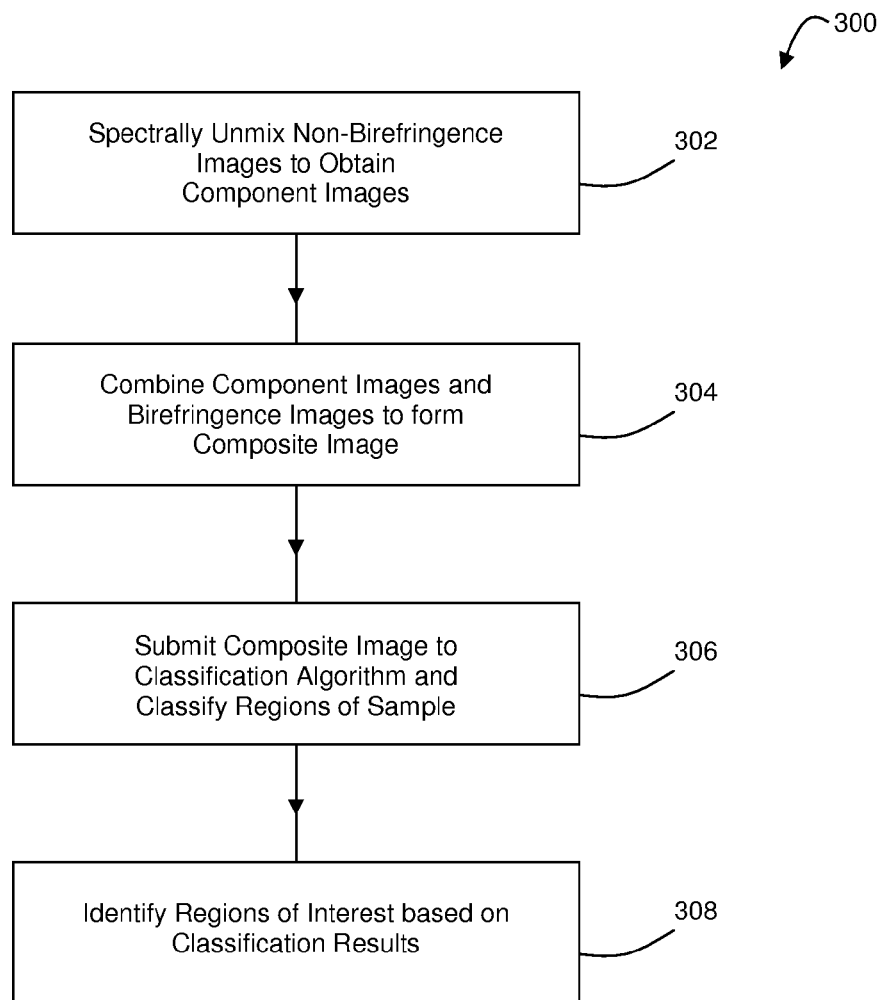 300
Spectrally Unmix Non-Birefringence
Images to Obtain
Component Images
302
Combine Component Images and
Birefringence Images to form
Composite Image
304
Submit Composite Image to
Classification Algorithm and
Classify Regions of Sample
306
Identify Regions of Interest based on
Classification Results
308